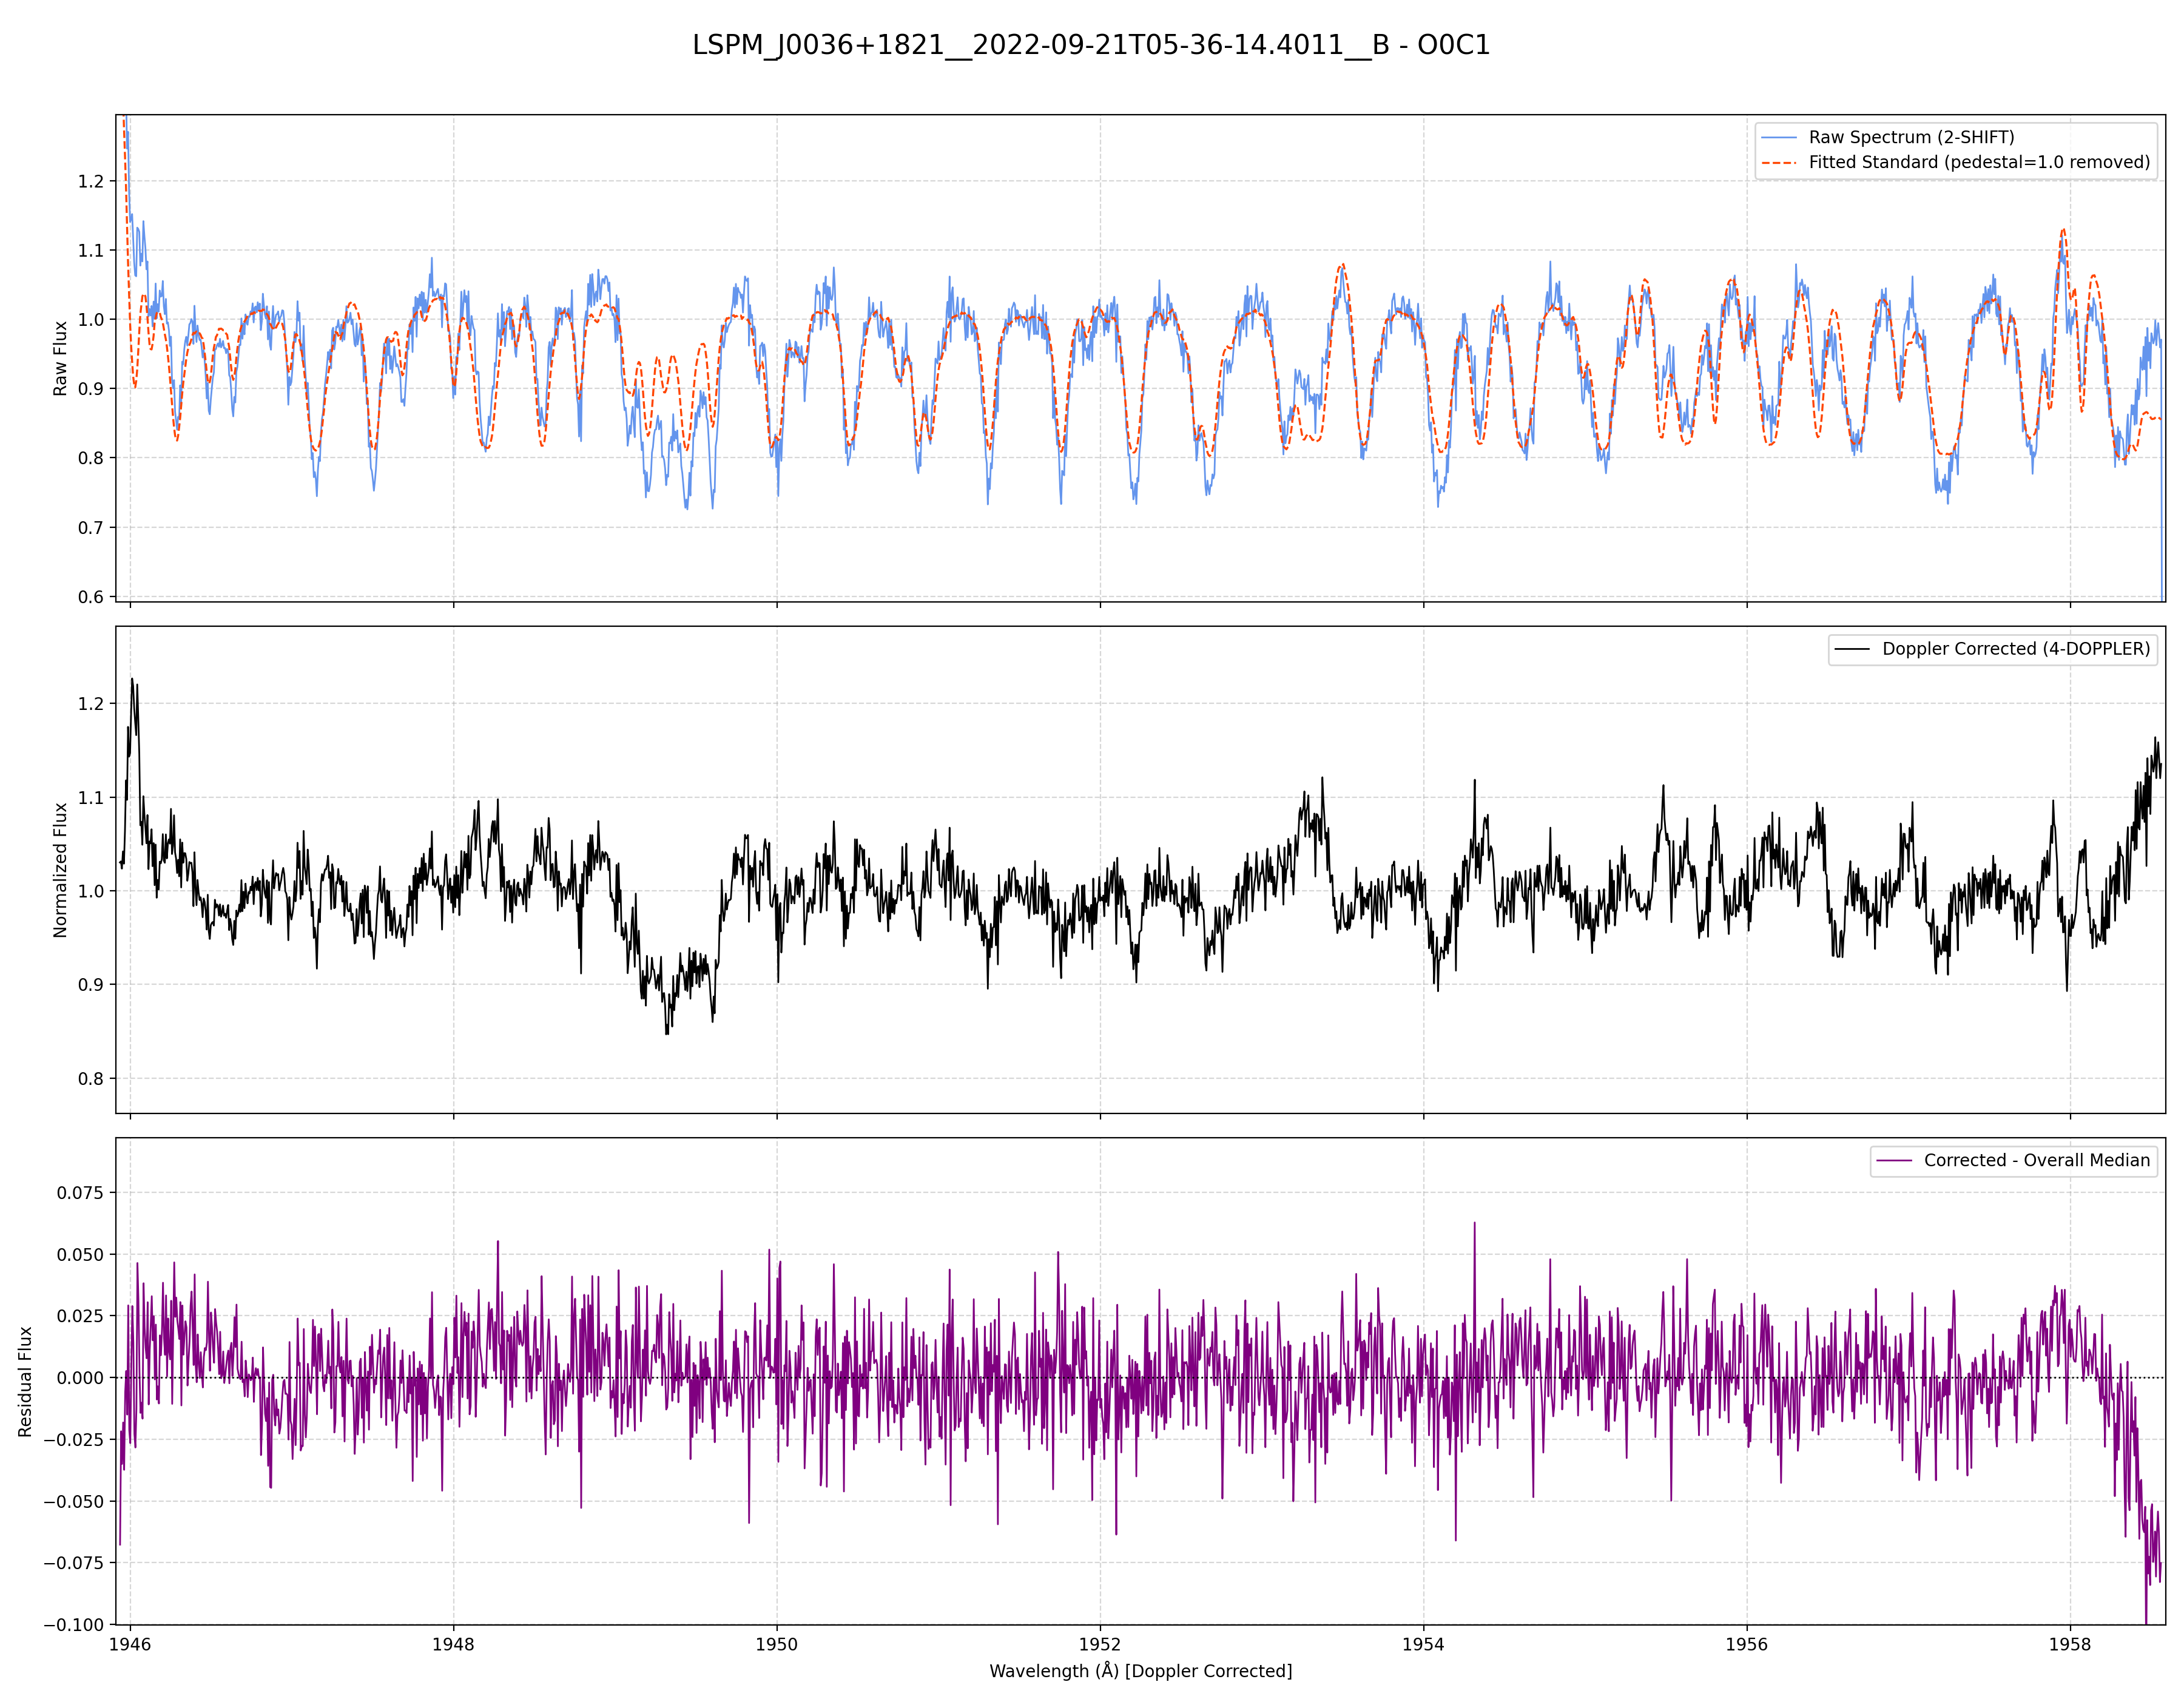 LSPM_J0036+1821__2022-09-21T05-36-14.4011__B - O0C1
Raw Flux
1.2
1.1
1.0
0.9
0.8
0.7
0.6
Raw Spectrum (2-SHIFT)
Fitted Standard (pedestal=1.0 removed)
Normalized Flux
1.2
1.1
1.0
0.9
0.8
Doppler Corrected (4-DOPPLER)
Residual Flux
0.075
0.050
0.025
0.000
−0.025
−0.050
−0.075
−0.100
Corrected - Overall Median
1946 1948 1950 1952 1954 1956 1958
Wavelength (Å) [Doppler Corrected]